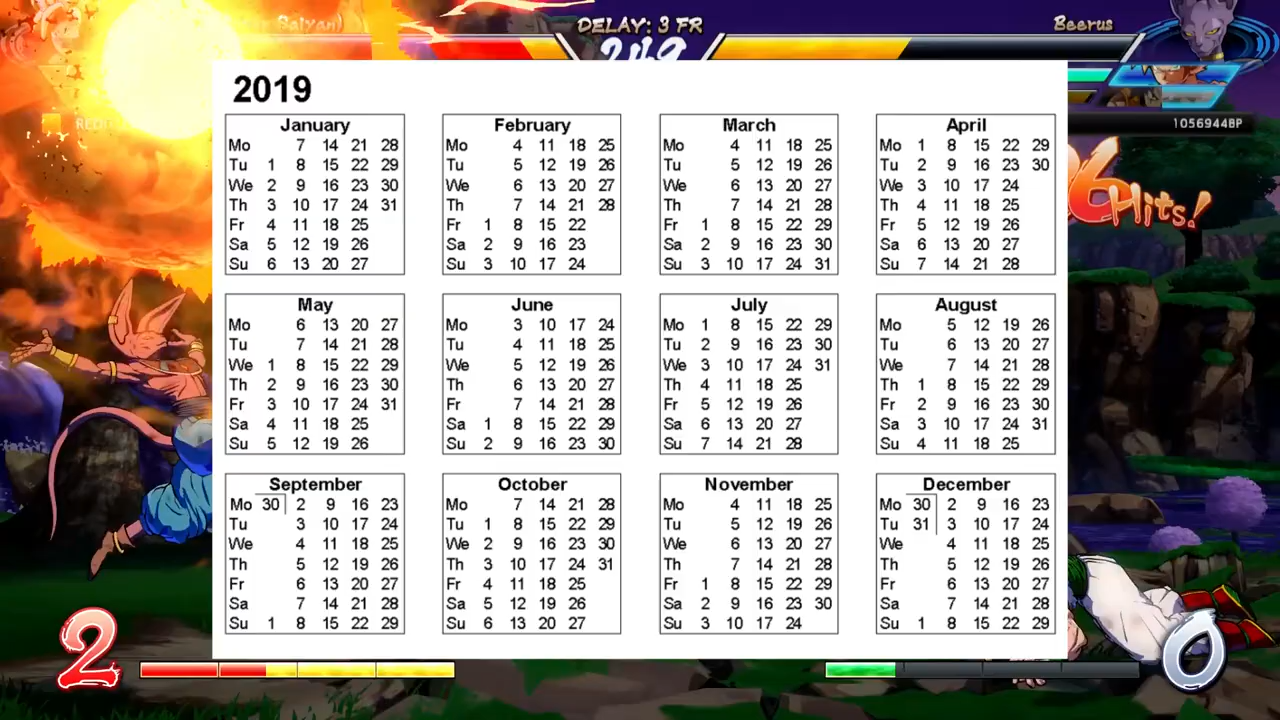 Saiyan)
DELAY: 3 FR
Beerus
249
1056944BP
Hits!
2019
January
Mo 7 14 21 28
Tu 1 8 15 22 29
We 2 9 16 23 30
Th 3 10 17 24 31
Fr 4 11 18 25
Sa 5 12 19 26
Su 6 13 20 27
February
Mo 4 11 18 25
Tu 5 12 19 26
We 6 13 20 27
Th 7 14 21 28
Fr 1 8 15 22
Sa 2 9 16 23
Su 3 10 17 24
March
Mo 4 11 18 25
Tu 5 12 19 26
We 6 13 20 27
Th 7 14 21 28
Fr 1 8 15 22 29
Sa 2 9 16 23 30
Su 3 10 17 24 31
April
Mo 1 8 15 22 29
Tu 2 9 16 23 30
We 3 10 17 24
Th 4 11 18 25
Fr 5 12 19 26
Sa 6 13 20 27
Su 7 14 21 28
May
Mo 6 13 20 27
Tu 7 14 21 28
We 1 8 15 22 29
Th 2 9 16 23 30
Fr 3 10 17 24 31
Sa 4 11 18 25
Su 5 12 19 26
June
Mo 3 10 17 24
Tu 4 11 18 25
We 5 12 19 26
Th 6 13 20 27
Fr 7 14 21 28
Sa 1 8 15 22 29
Su 2 9 16 23 30
July
Mo 1 8 15 22 29
Tu 2 9 16 23 30
We 3 10 17 24 31
Th 4 11 18 25
Fr 5 12 19 26
Sa 6 13 20 27
Su 7 14 21 28
August
Mo 5 12 19 26
Tu 6 13 20 27
We 7 14 21 28
Th 1 8 15 22 29
Fr 2 9 16 23 30
Sa 3 10 17 24 31
Su 4 11 18 25
September
Mo 30 2 9 16 23
Tu 3 10 17 24
We 4 11 18 25
Th 5 12 19 26
Fr 6 13 20 27
Sa 7 14 21 28
Su 1 8 15 22 29
October
Mo 7 14 21 28
Tu 1 8 15 22 29
We 2 9 16 23 30
Th 3 10 17 24 31
Fr 4 11 18 25
Sa 5 12 19 26
Su 6 13 20 27
November
Mo 4 11 18 25
Tu 5 12 19 26
We 6 13 20 27
Th 7 14 21 28
Fr 1 8 15 22 29
Sa 2 9 16 23 30
Su 3 10 17 24
December
Mo 30 2 9 16 23
Tu 31 3 10 17 24
We 4 11 18 25
Th 5 12 19 26
Fr 6 13 20 27
Sa 7 14 21 28
Su 1 8 15 22 29
2
0